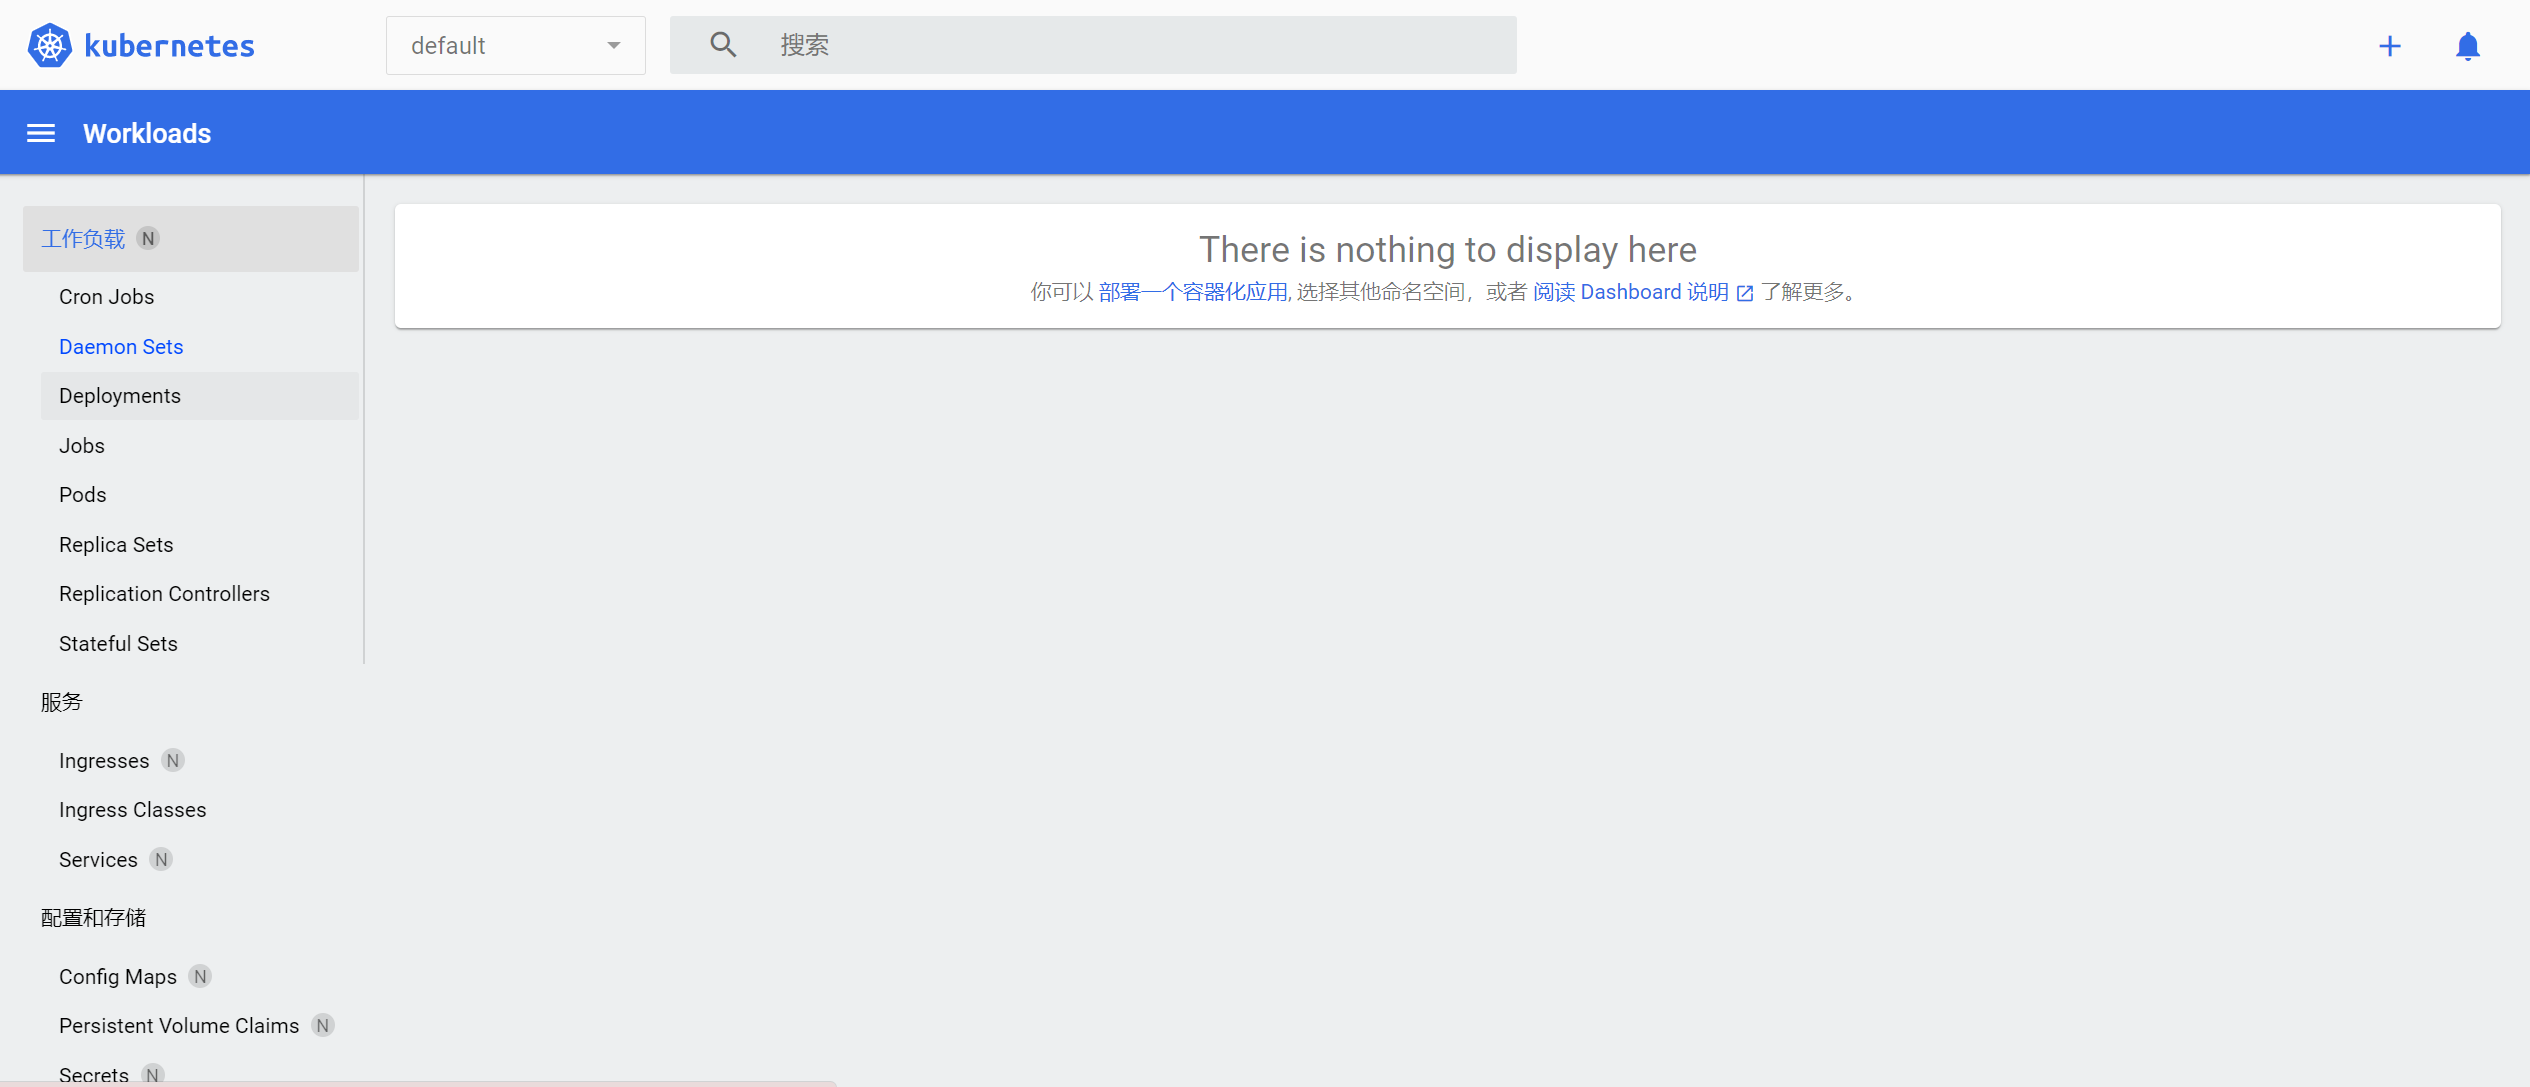 kubernetes
default
搜索
Workloads
工作负载 N
Cron Jobs
Daemon Sets
Deployments
Jobs
Pods
Replica Sets
Replication Controllers
Stateful Sets
服务
Ingresses N
Ingress Classes
Services N
配置和存储
Config Maps N
Persistent Volume Claims N
Secrets N
There is nothing to display here
你可以 部署一个容器化应用, 选择其他命名空间，或者 阅读 Dashboard 说明 了解更多。